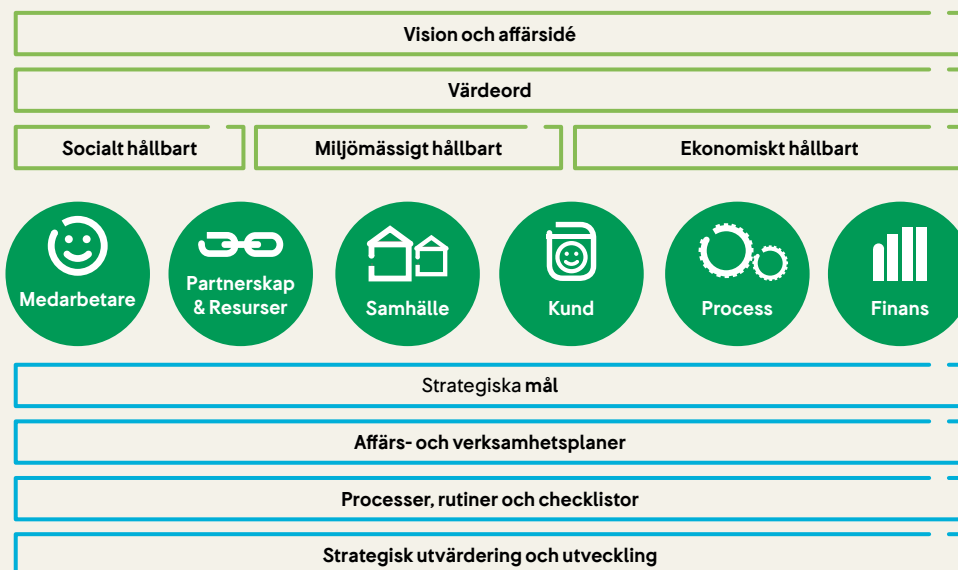 Vision och affärsidé
Värdeord
Socialt hållbart
Miljömässigt hållbart
Ekonomiskt hållbart
Medarbetare
Partnerskap
& Resurser
Samhälle
Kund
Process
Finans
Strategiska mål
Affärs- och verksamhetsplaner
Processer, rutiner och checklistor
Strategisk utvärdering och utveckling